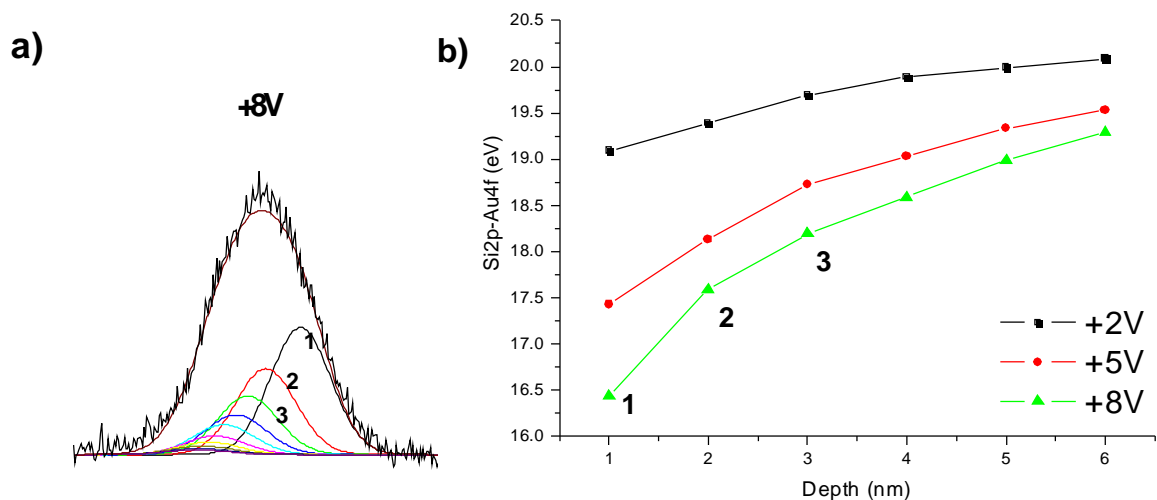 a)
+8V
1
2
3
b)
Si2p-Au4f (eV)
20.5
20.0
19.5
19.0
18.5
18.0
17.5
17.0
16.5
16.0
1
2
3
+2V
+5V
+8V
1 2 3 4 5 6
Depth (nm)